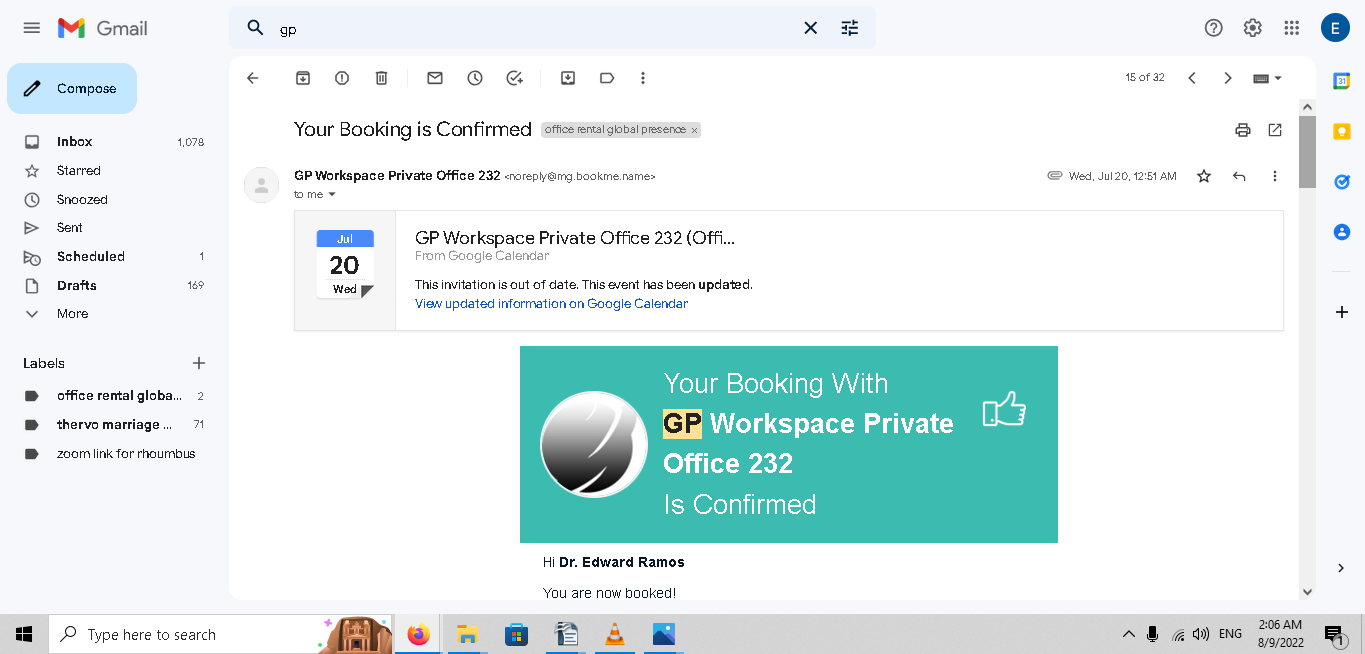 Gmail
gp
E
Compose
15 of 32
31
Your Booking is Confirmed
office rental global presence ×
Inbox 1,078
Starred
Snoozed
Sent
Scheduled 1
Drafts 169
More
Labels
office rental globa... 2
thervo marriage ... 71
zoom link for rhoumbus
GP Workspace Private Office 232 <noreply@mg.bookme.name>
Wed, Jul 20, 12:51 AM
to me
Jul
20
Wed
GP Workspace Private Office 232 (Offi...
From Google Calendar
This invitation is out of date. This event has been updated.
View updated information on Google Calendar
Your Booking With
GP Workspace Private
Office 232
Is Confirmed
Hi Dr. Edward Ramos
You are now booked!
Type here to search
ENG
2:06 AM
8/9/2022
1